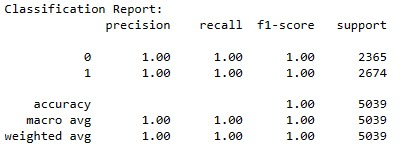 Classification Report:
precision recall f1-score support
0 1.00 1.00 1.00 2365
1 1.00 1.00 1.00 2674
accuracy 1.00 5039
macro avg 1.00 1.00 1.00 5039
weighted avg 1.00 1.00 1.00 5039